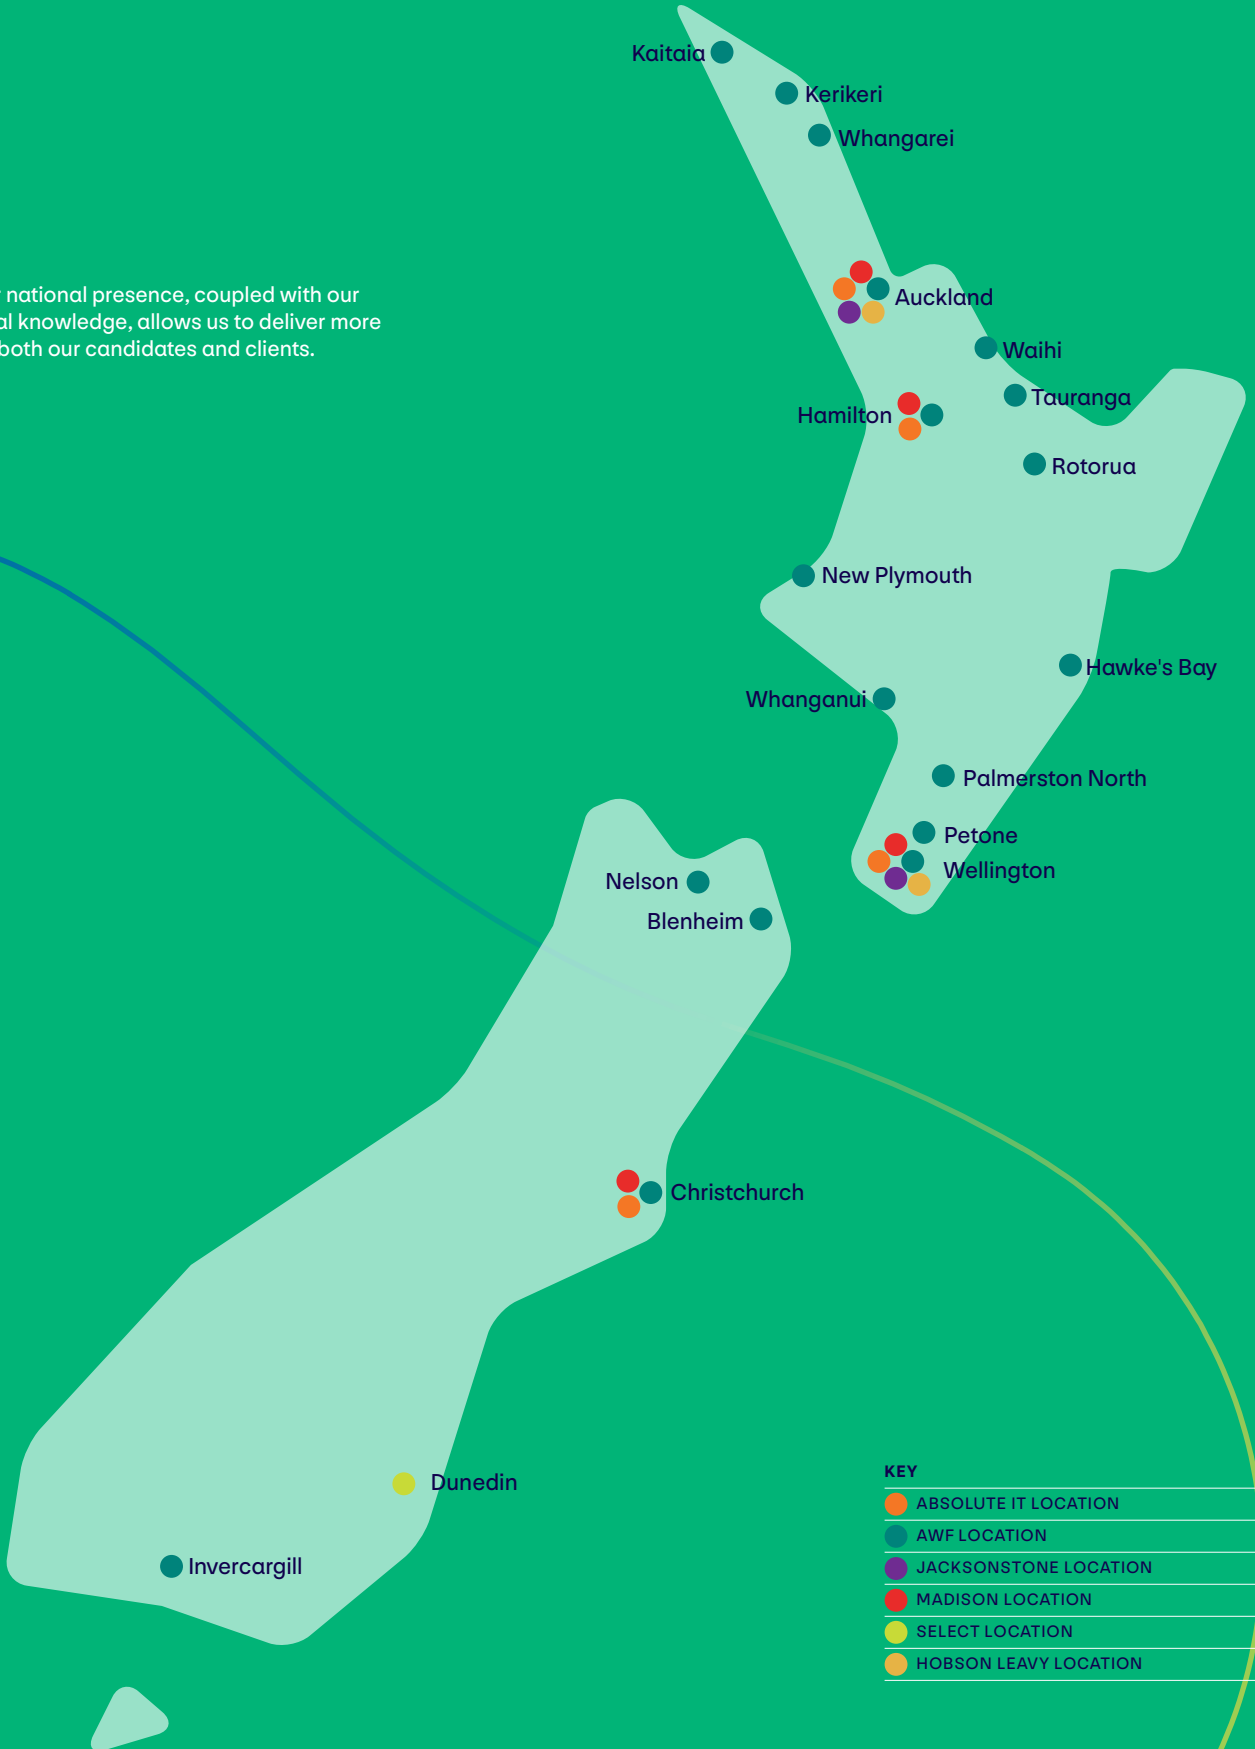 Kaitaia
Kerikeri
Whangarei
national presence, coupled with our
knowledge, allows us to deliver more
both our candidates and clients.
Auckland
Waihi
Tauranga
Hamilton
Rotorua
New Plymouth
Hawke's Bay
Whanganui
Palmerston North
Petone
Wellington
Nelson
Blenheim
Christchurch
Dunedin
Invercargill
KEY
ABSOLUTE IT LOCATION
AWF LOCATION
JACKSONSTONE LOCATION
MADISON LOCATION
SELECT LOCATION
HOBSON LEAVY LOCATION